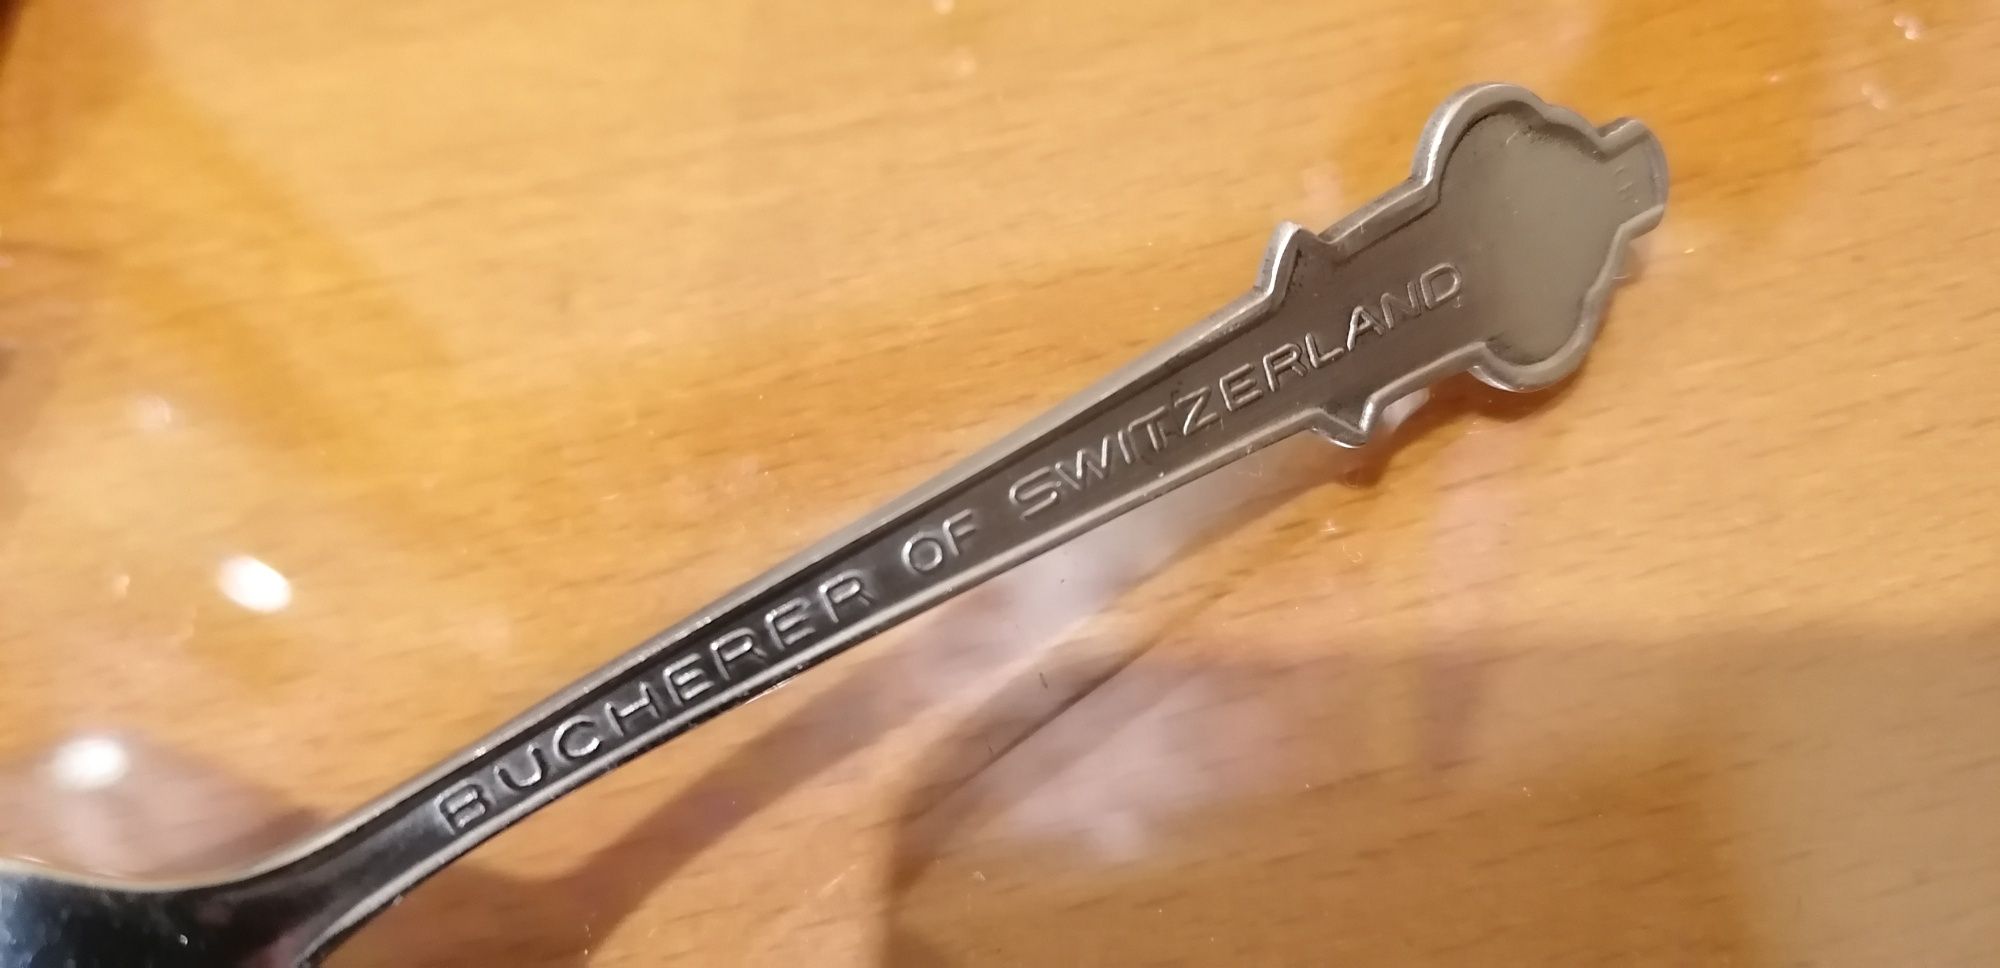 BUCHERER OF SWITZERLAND